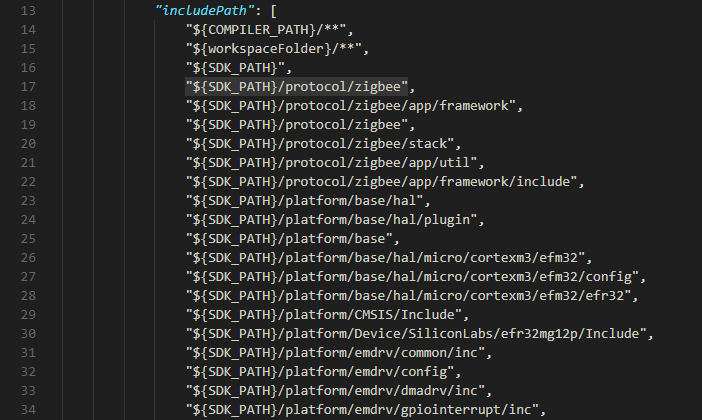 13 "includePath": [
14 "${COMPILER_PATH}/**",
15 "${workspaceFolder}/**",
16 "${SDK_PATH}",
17 "${SDK_PATH}/protocol/zigbee",
18 "${SDK_PATH}/protocol/zigbee/app/framework",
19 "${SDK_PATH}/protocol/zigbee",
20 "${SDK_PATH}/protocol/zigbee/stack",
21 "${SDK_PATH}/protocol/zigbee/app/util",
22 "${SDK_PATH}/protocol/zigbee/app/framework/include",
23 "${SDK_PATH}/platform/base/hal",
24 "${SDK_PATH}/platform/base/hal/plugin",
25 "${SDK_PATH}/platform/base",
26 "${SDK_PATH}/platform/base/hal/micro/cortexm3/efm32",
27 "${SDK_PATH}/platform/base/hal/micro/cortexm3/efm32/config",
28 "${SDK_PATH}/platform/base/hal/micro/cortexm3/efm32/efr32",
29 "${SDK_PATH}/platform/CMSIS/Include",
30 "${SDK_PATH}/platform/Device/SiliconLabs/efr32mg12p/Include",
31 "${SDK_PATH}/platform/emdrv/common/inc",
32 "${SDK_PATH}/platform/emdrv/config",
33 "${SDK_PATH}/platform/emdrv/dmadrv/inc",
34 "${SDK_PATH}/platform/emdrv/gpiointerrupt/inc",